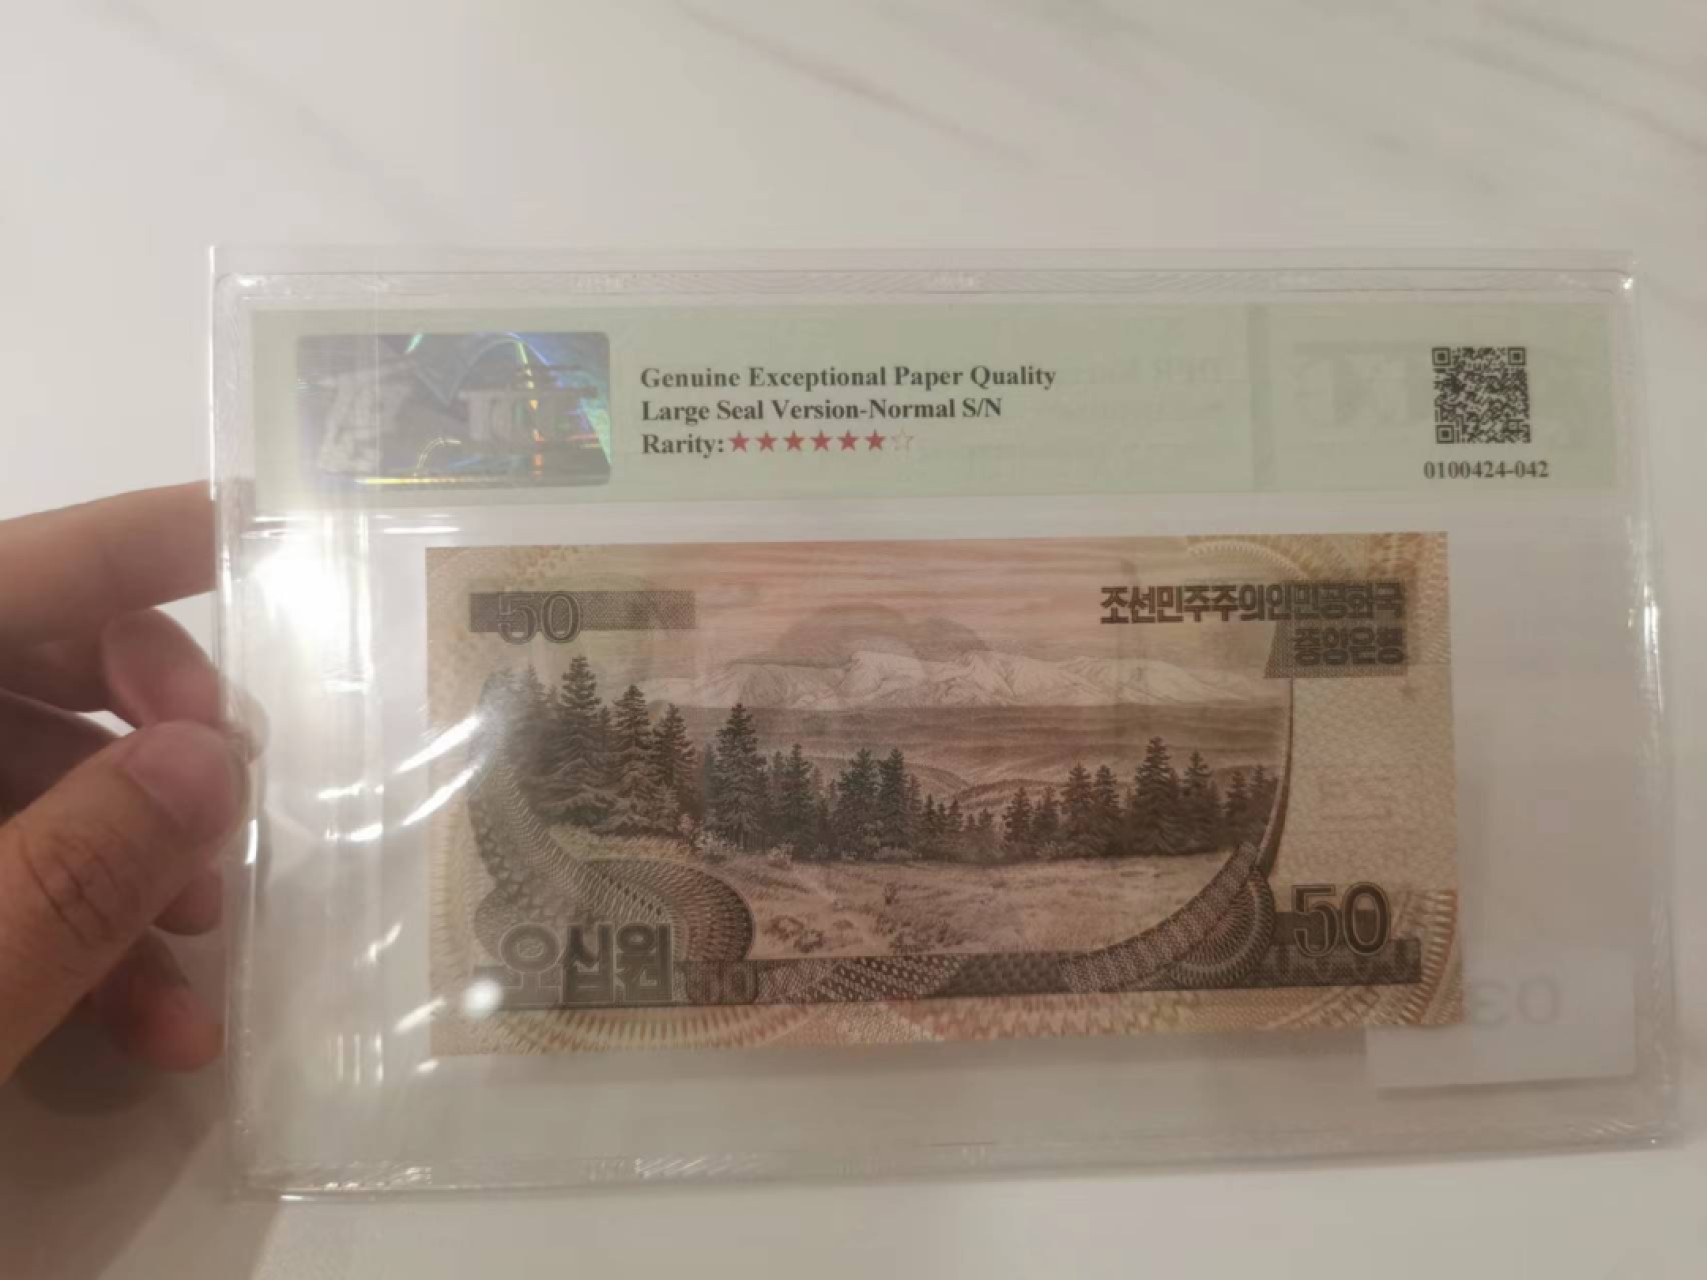 Genuine Exceptional Paper Quality
Large Seal Version-Normal S/N
Rarity:★★★★★★☆
0100424-042
50
조선민주주의인민공화국
중앙은행
50
오십원